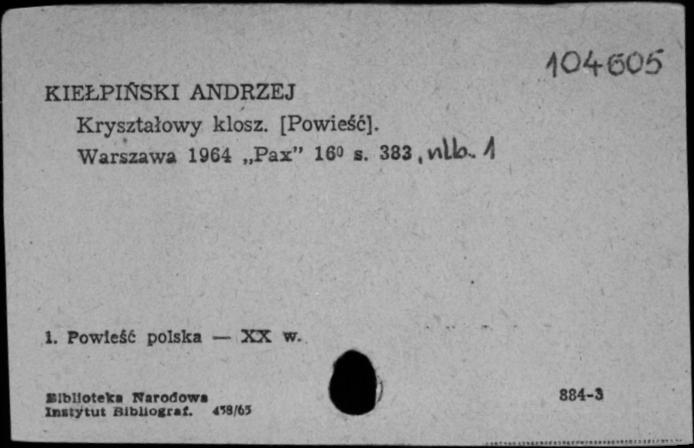 104605
KIEŁPIŃSKI ANDRZEJ
Kryształowy klosz. [Powieść].
Warszawa 1964 „Pax” 16⁰ s. 383, nlb. 1
1. Powieść polska — XX w.
Biblioteka Narodowa
Instytut Bibliograf. 458/65
884-3